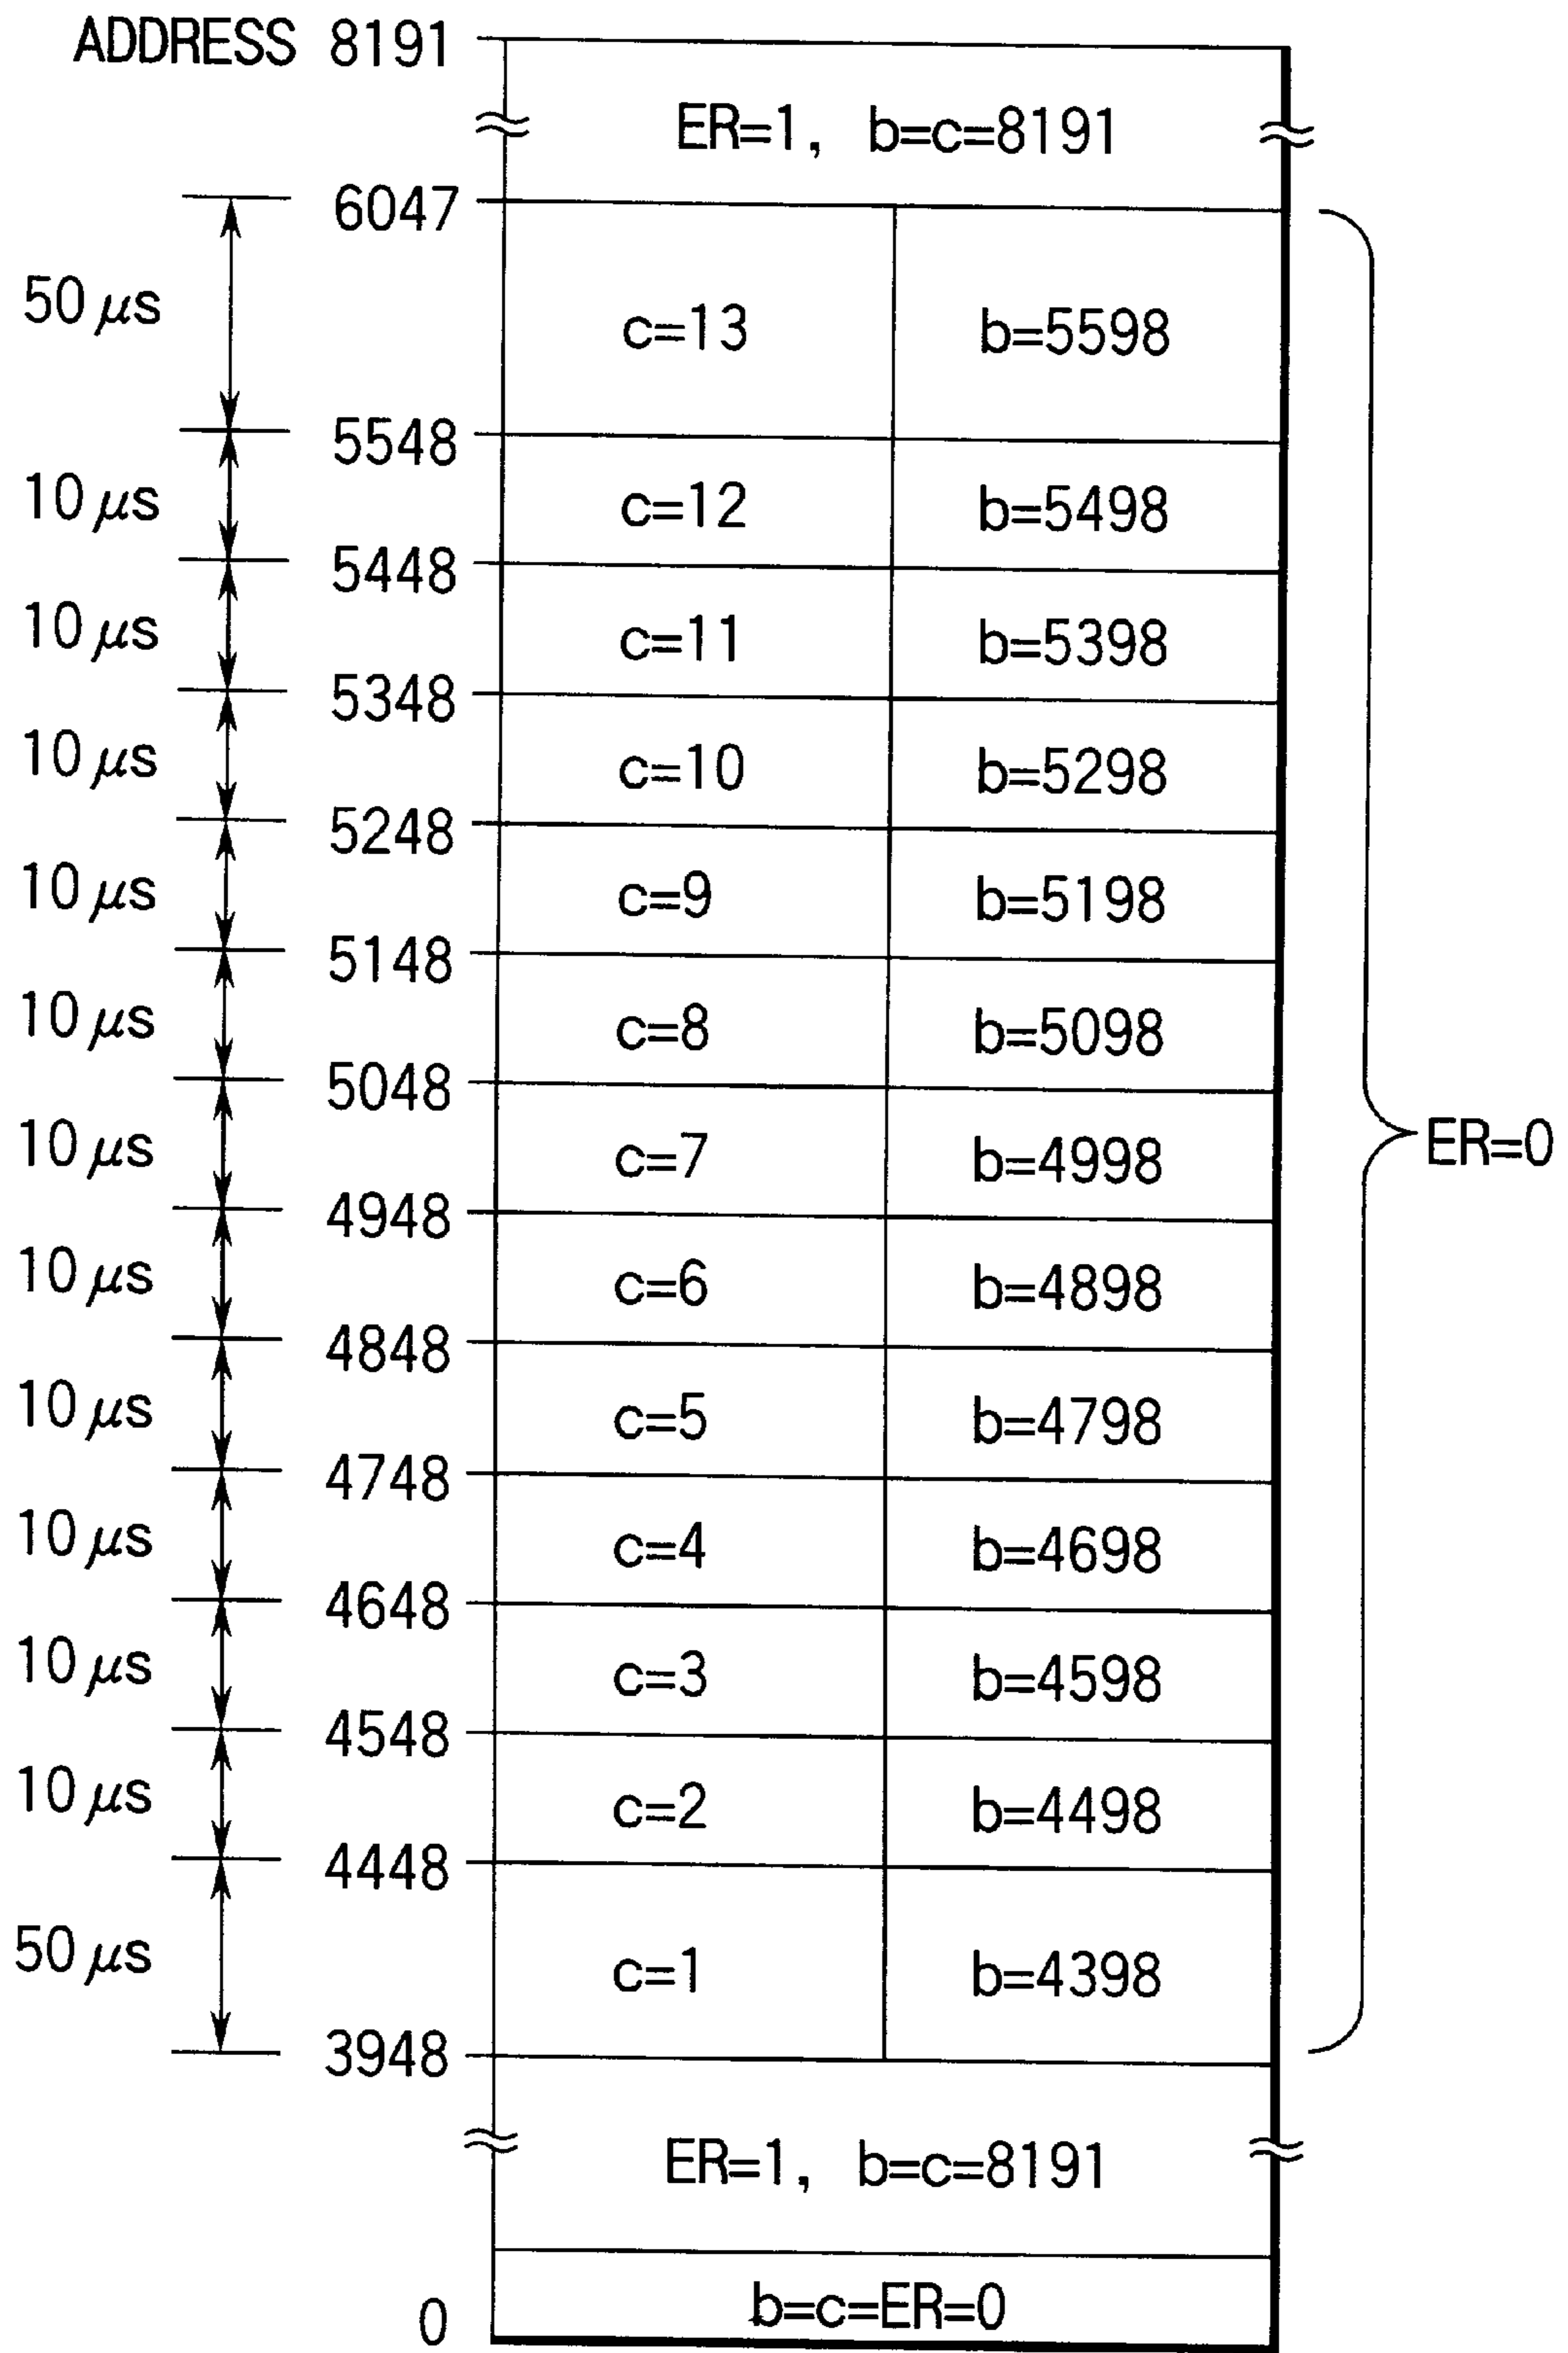 ADDRESS 8191
ER=1, b=c=8191
6047
50 μs
c=13 b=5598
5548
10 μs
c=12 b=5498
5448
10 μs
c=11 b=5398
5348
10 μs
c=10 b=5298
5248
10 μs
c=9 b=5198
5148
10 μs
c=8 b=5098
5048
10 μs
c=7 b=4998
ER=0
4948
10 μs
c=6 b=4898
4848
10 μs
c=5 b=4798
4748
10 μs
c=4 b=4698
4648
10 μs
c=3 b=4598
4548
10 μs
c=2 b=4498
4448
50 μs
c=1 b=4398
3948
ER=1, b=c=8191
b=c=ER=0
0